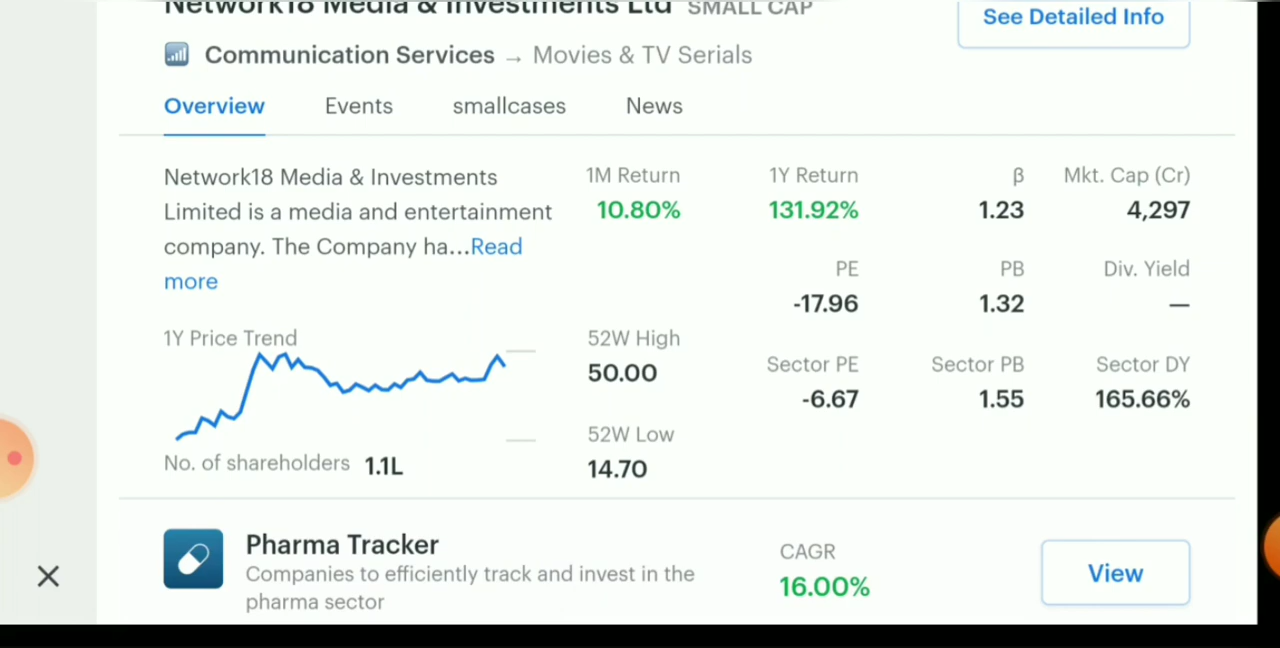 Network18 Media & Investments Ltd SMALL CAP
See Detailed Info
Communication Services → Movies & TV Serials
Overview Events smallcases News
Network18 Media & Investments
Limited is a media and entertainment
company. The Company ha...Read
more
1M Return 1Y Return β Mkt. Cap (Cr)
10.80% 131.92% 1.23 4,297
PE PB Div. Yield
-17.96 1.32 —
1Y Price Trend
52W High
50.00
Sector PE Sector PB Sector DY
-6.67 1.55 165.66%
52W Low
14.70
No. of shareholders 1.1L
Pharma Tracker
Companies to efficiently track and invest in the
pharma sector
CAGR
16.00%
View